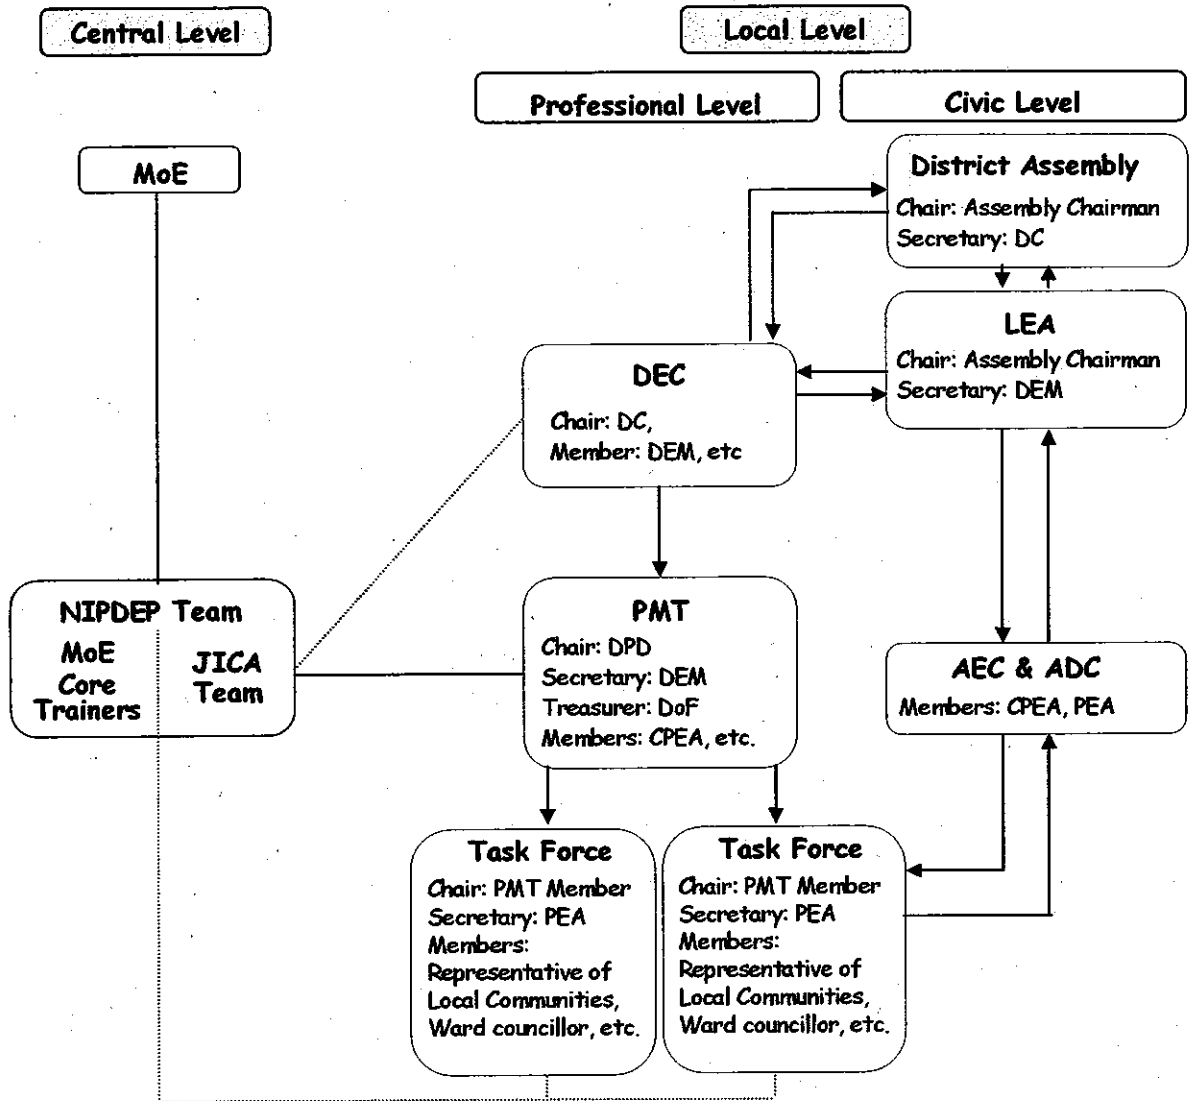 Central Level
Local Level
Professional Level
Civic Level
MoE
District Assembly
Chair: Assembly Chairman
Secretary: DC
LEA
Chair: Assembly Chairman
Secretary: DEM
DEC
Chair: DC,
Member: DEM, etc
NIPDEP Team
MoE
Core
Trainers
JICA
Team
PMT
Chair: DPD
Secretary: DEM
Treasurer: DoF
Members: CPEA, etc.
AEC & ADC
Members: CPEA, PEA
Task Force
Chair: PMT Member
Secretary: PEA
Members:
Representative of
Local Communities,
Ward councillor, etc.
Task Force
Chair: PMT Member
Secretary: PEA
Members:
Representative of
Local Communities,
Ward councillor, etc.